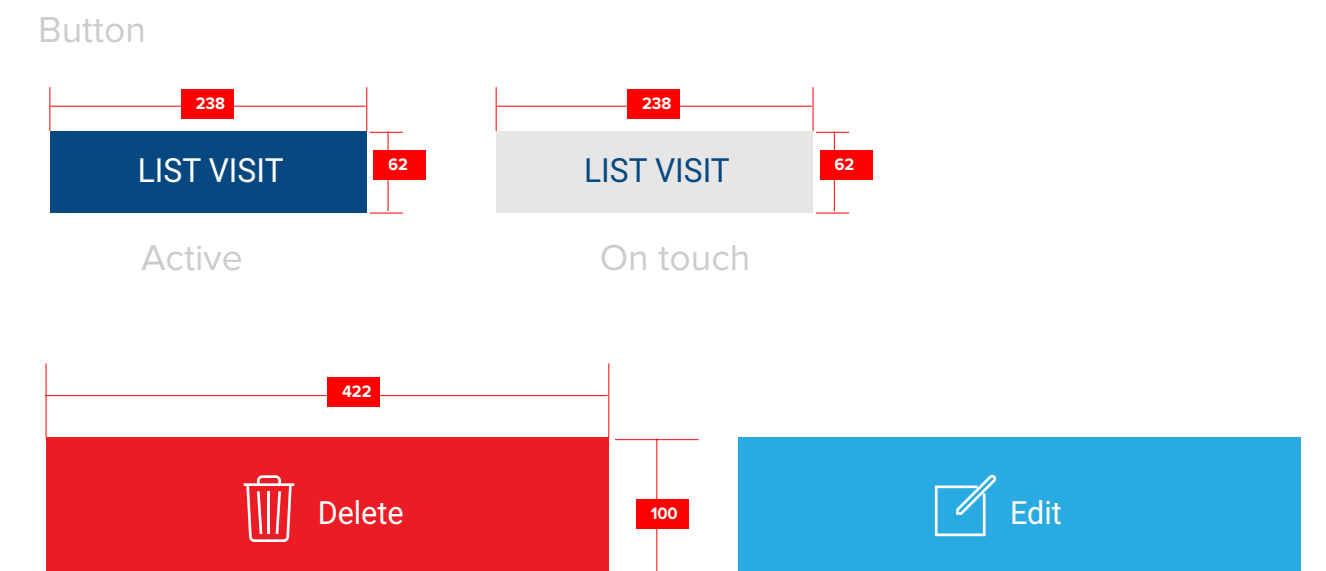 Button
238
238
LIST VISIT
62
LIST VISIT
62
Active
On touch
422
Delete
100
Edit